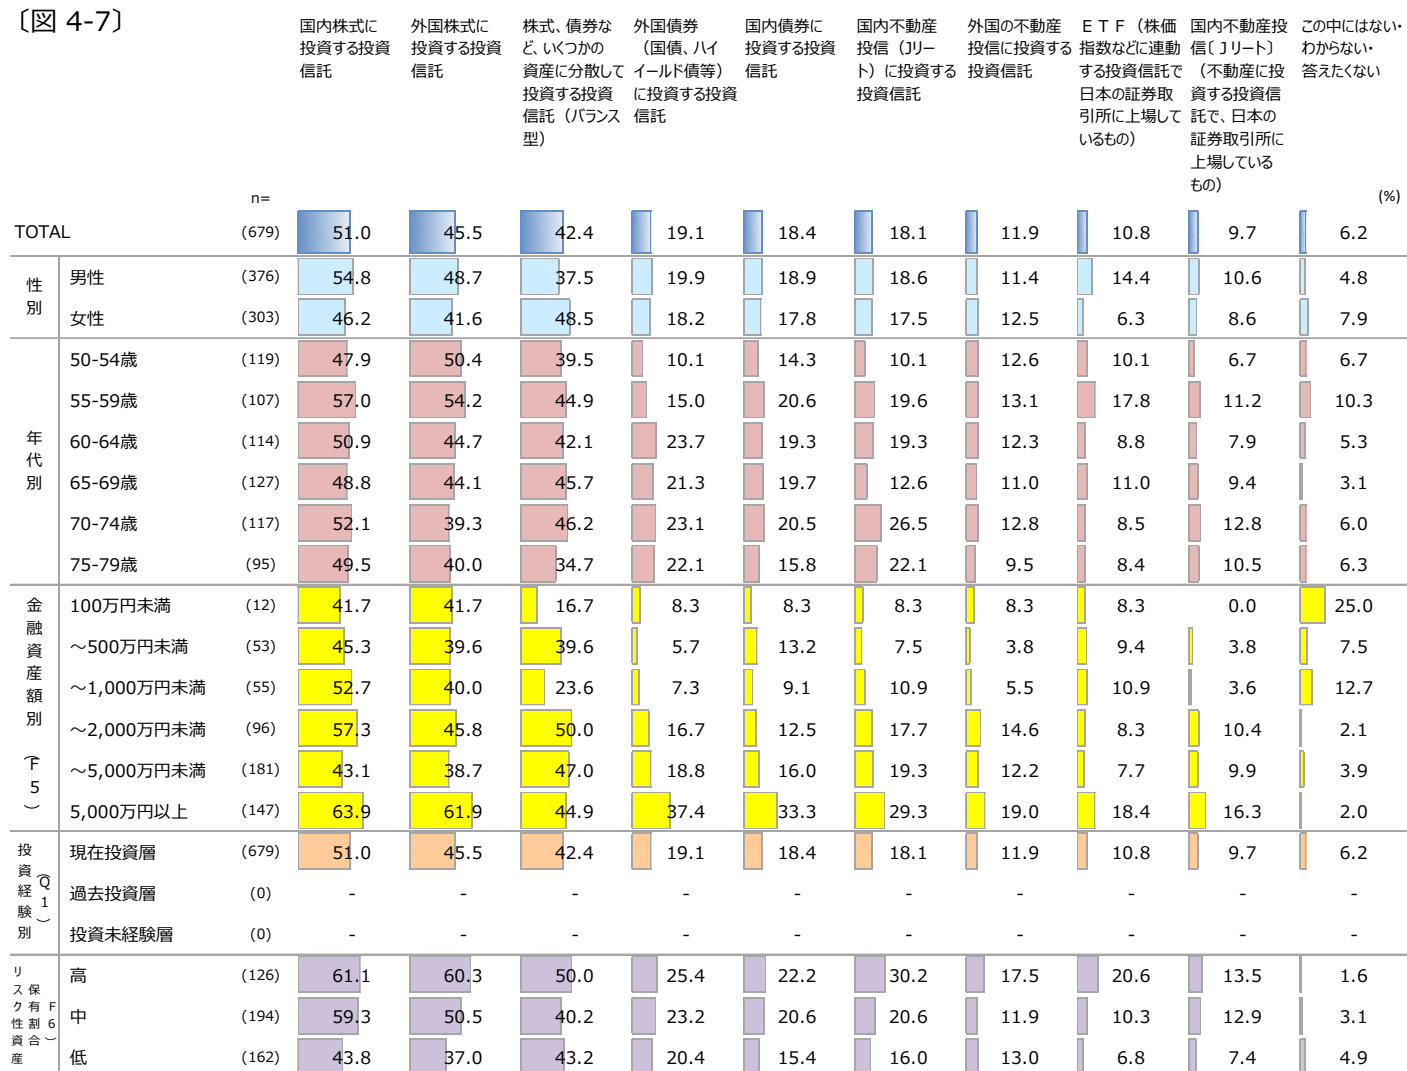 〔図 4-7〕
国内株式に
投資する投資
信託
外国株式に
投資する投資
信託
株式、債券な
ど、いくつかの
資産に分散して
投資する投資
信託（バランス
型）
外国債券
（国債、ハイ
イールド債等）
に投資する投資
信託
国内債券に
投資する投資
信託
国内不動産
投信（Jリー
ト）に投資する
投資信託
外国の不動産
投信に投資する
投資信託
ＥＴＦ（株価
指数などに連動
する投資信託で
日本の証券取
引所に上場して
いるもの）
国内不動産投
信〔Ｊリート〕
（不動産に投
資する投資信
託で、日本の
証券取引所に
上場している
もの）
この中にはない・
わからない・
答えたくない
n=
(%)
TOTAL (679) 51.0 45.5 42.4 19.1 18.4 18.1 11.9 10.8 9.7 6.2
性別
男性 (376) 54.8 48.7 37.5 19.9 18.9 18.6 11.4 14.4 10.6 4.8
女性 (303) 46.2 41.6 48.5 18.2 17.8 17.5 12.5 6.3 8.6 7.9
年代別
50-54歳 (119) 47.9 50.4 39.5 10.1 14.3 10.1 12.6 10.1 6.7 6.7
55-59歳 (107) 57.0 54.2 44.9 15.0 20.6 19.6 13.1 17.8 11.2 10.3
60-64歳 (114) 50.9 44.7 42.1 23.7 19.3 19.3 12.3 8.8 7.9 5.3
65-69歳 (127) 48.8 44.1 45.7 21.3 19.7 12.6 11.0 11.0 9.4 3.1
70-74歳 (117) 52.1 39.3 46.2 23.1 20.5 26.5 12.8 8.5 12.8 6.0
75-79歳 (95) 49.5 40.0 34.7 22.1 15.8 22.1 9.5 8.4 10.5 6.3
金融資産額別（F5）
100万円未満 (12) 41.7 41.7 16.7 8.3 8.3 8.3 8.3 8.3 0.0 25.0
～500万円未満 (53) 45.3 39.6 39.6 5.7 13.2 7.5 3.8 9.4 3.8 7.5
～1,000万円未満 (55) 52.7 40.0 23.6 7.3 9.1 10.9 5.5 10.9 3.6 12.7
～2,000万円未満 (96) 57.3 45.8 50.0 16.7 12.5 17.7 14.6 8.3 10.4 2.1
～5,000万円未満 (181) 43.1 38.7 47.0 18.8 16.0 19.3 12.2 7.7 9.9 3.9
5,000万円以上 (147) 63.9 61.9 44.9 37.4 33.3 29.3 19.0 18.4 16.3 2.0
投資経験別
（Q1）
現在投資層 (679) 51.0 45.5 42.4 19.1 18.4 18.1 11.9 10.8 9.7 6.2
過去投資層 (0) - - - - - - - - - -
投資未経験層 (0) - - - - - - - - - -
リスク性資産
保有割合
F6）
高 (126) 61.1 60.3 50.0 25.4 22.2 30.2 17.5 20.6 13.5 1.6
中 (194) 59.3 50.5 40.2 23.2 20.6 20.6 11.9 10.3 12.9 3.1
低 (162) 43.8 37.0 43.2 20.4 15.4 16.0 13.0 6.8 7.4 4.9